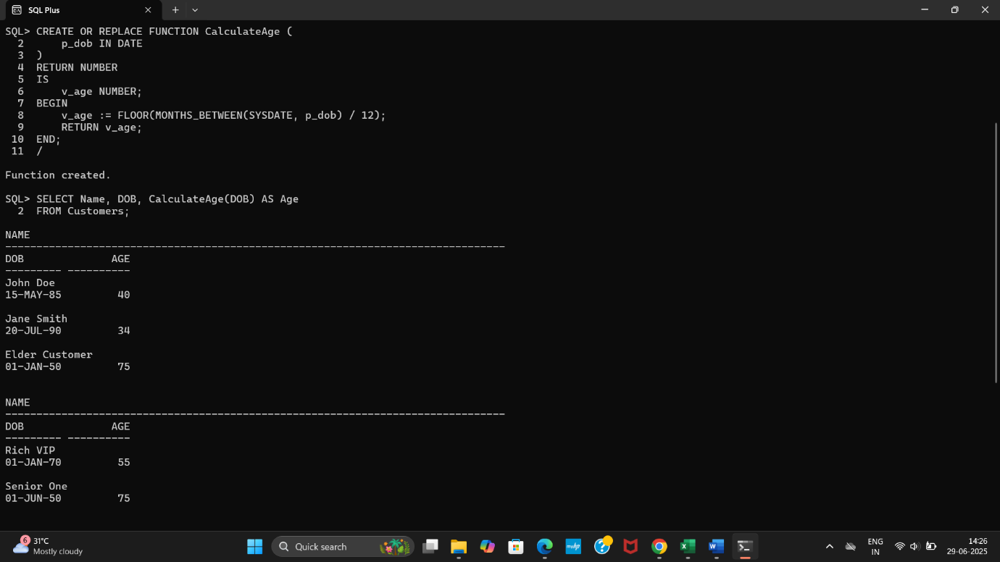 SQL Plus
SQL> CREATE OR REPLACE FUNCTION CalculateAge (
  2      p_dob IN DATE
  3  )
  4  RETURN NUMBER
  5  IS
  6      v_age NUMBER;
  7  BEGIN
  8      v_age := FLOOR(MONTHS_BETWEEN(SYSDATE, p_dob) / 12);
  9      RETURN v_age;
 10  END;
 11  /
Function created.
SQL> SELECT Name, DOB, CalculateAge(DOB) AS Age
  2  FROM Customers;
NAME
--------------------------------------------------------------------------------
DOB              AGE
--------- ----------
John Doe
15-MAY-85         40
Jane Smith
20-JUL-90         34
Elder Customer
01-JAN-50         75
NAME
--------------------------------------------------------------------------------
DOB              AGE
--------- ----------
Rich VIP
01-JAN-70         55
Senior One
01-JUN-50         75
6
31°C
Mostly cloudy
Quick search
myhp
ENG
IN
14:26
29-06-2025